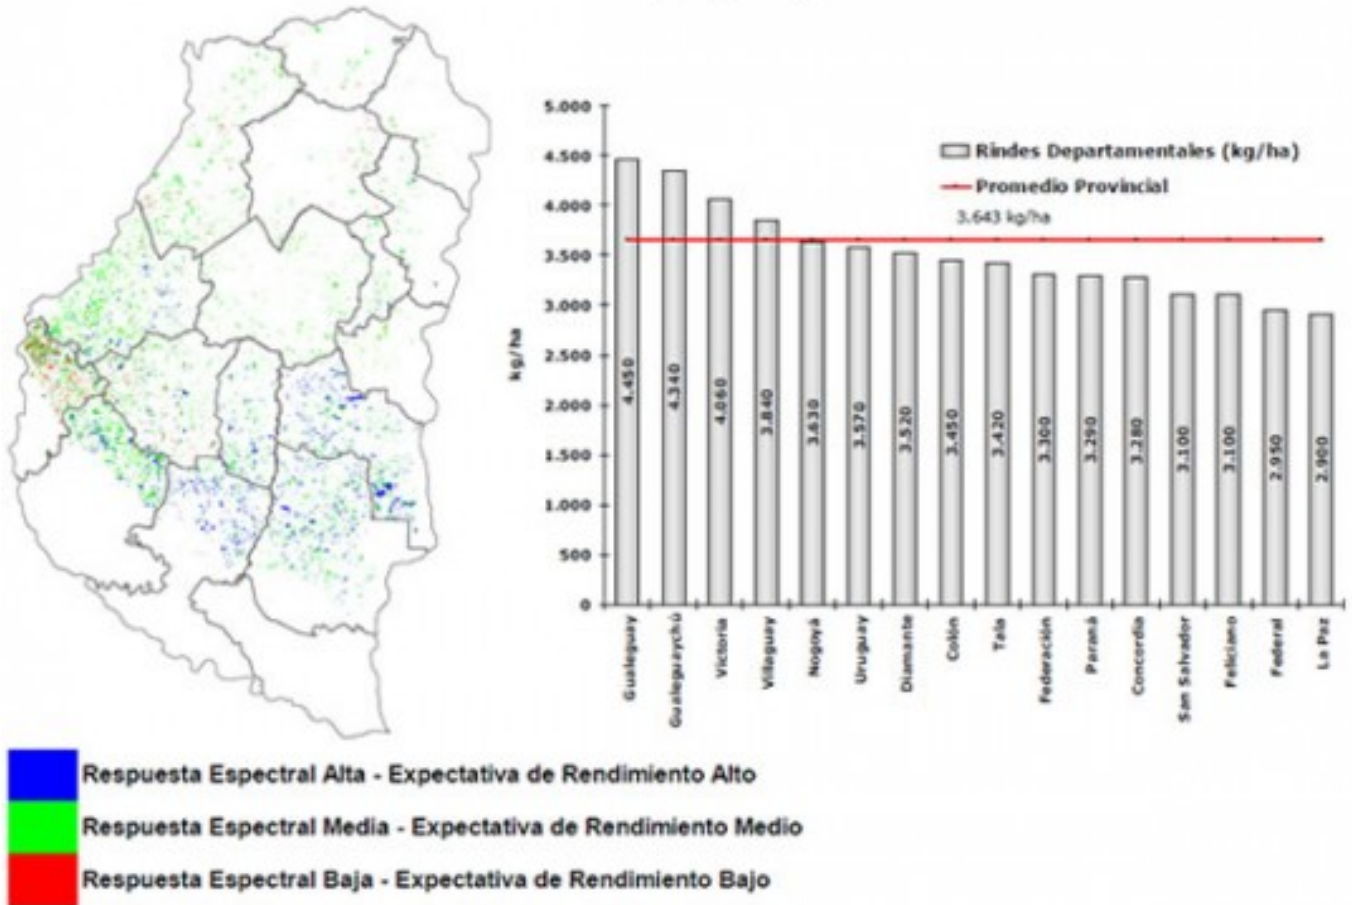 5.000
4.500
4.000
3.500
3.000
2.500
2.000
1.500
1.000
500
0
kg/ha
Rindes Departamentales (kg/ha)
Promedio Provincial
3.643 kg/ha
4.450
4.340
4.060
3.840
3.630
3.570
3.520
3.450
3.420
3.300
3.290
3.280
3.100
3.100
2.950
2.900
Gualeguay
Gualeguaychú
Victoria
Villaguay
Nogoyá
Uruguay
Diamante
Colón
Tala
Federación
Paraná
Concordia
San Salvador
Feliciano
Federal
La Paz
Respuesta Espectral Alta - Expectativa de Rendimiento Alto
Respuesta Espectral Media - Expectativa de Rendimiento Medio
Respuesta Espectral Baja - Expectativa de Rendimiento Bajo